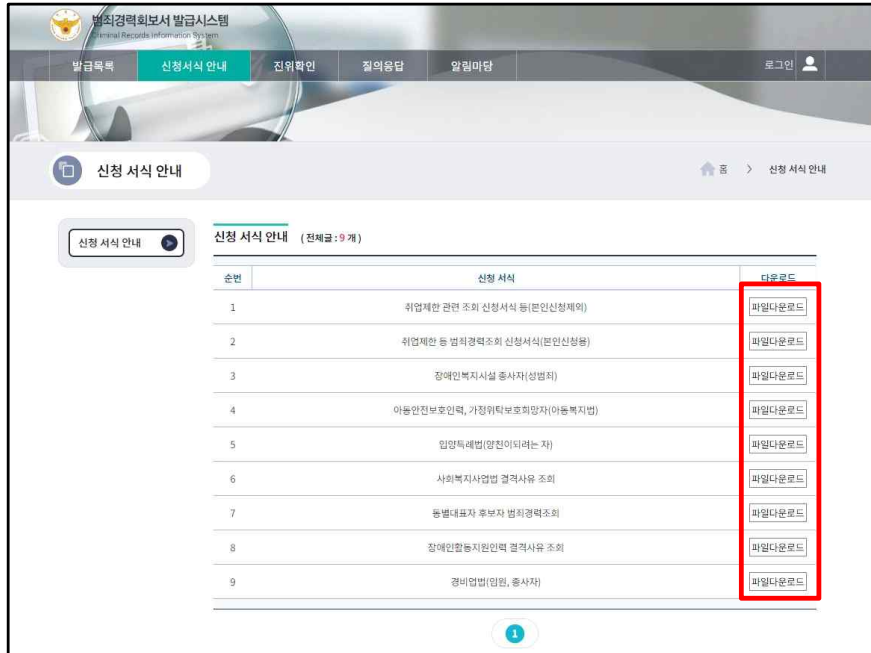 범죄경력회보서 발급시스템
Criminal Records Information System
발급목록 신청서식 안내 진위확인 질의응답 알림마당 로그인
신청 서식 안내
홈 > 신청 서식 안내
신청 서식 안내
신청 서식 안내 (전체글 : 9 개)
순번 신청 서식 다운로드
1 취업제한 관련 조회 신청서식 등(본인신청제외) 파일다운로드
2 취업제한 등 범죄경력조회 신청서식(본인신청용) 파일다운로드
3 장애인복지시설 종사자(성범죄) 파일다운로드
4 아동안전보호인력, 가정위탁보호희망자(아동복지법) 파일다운로드
5 입양특례법(양친이되려는 자) 파일다운로드
6 사회복지사업법 결격사유 조회 파일다운로드
7 동별대표자 후보자 범죄경력조회 파일다운로드
8 장애인활동지원인력 결격사유 조회 파일다운로드
9 경비업법(임원, 종사자) 파일다운로드
1